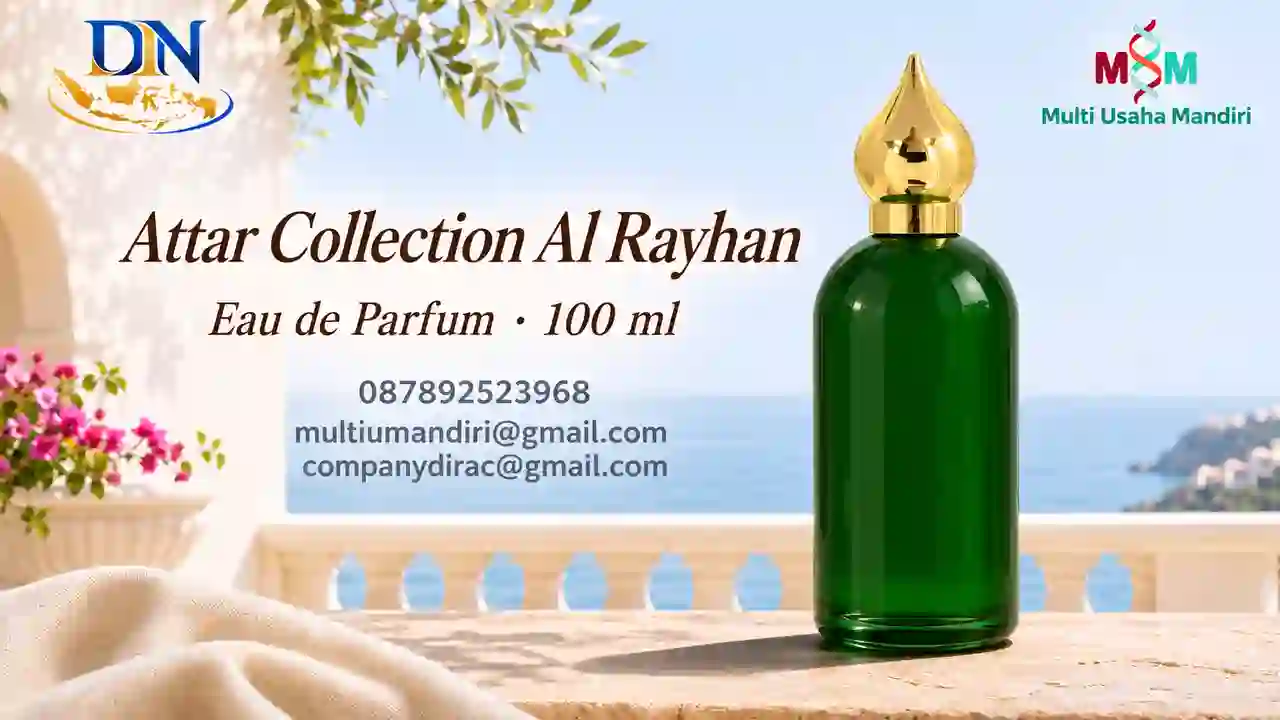 DN
MUM
Multi Usaha Mandiri
Attar Collection Al Rayhan
Eau de Parfum · 100 ml
087892523968
multiumandiri@gmail.com
companydirac@gmail.com